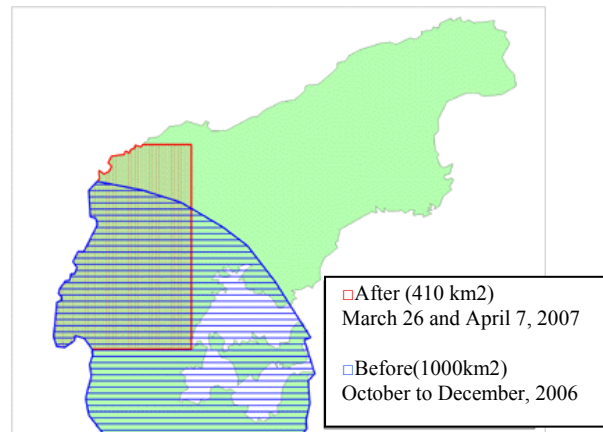 □After (410 km2)
March 26 and April 7, 2007
□Before(1000km2)
October to December, 2006